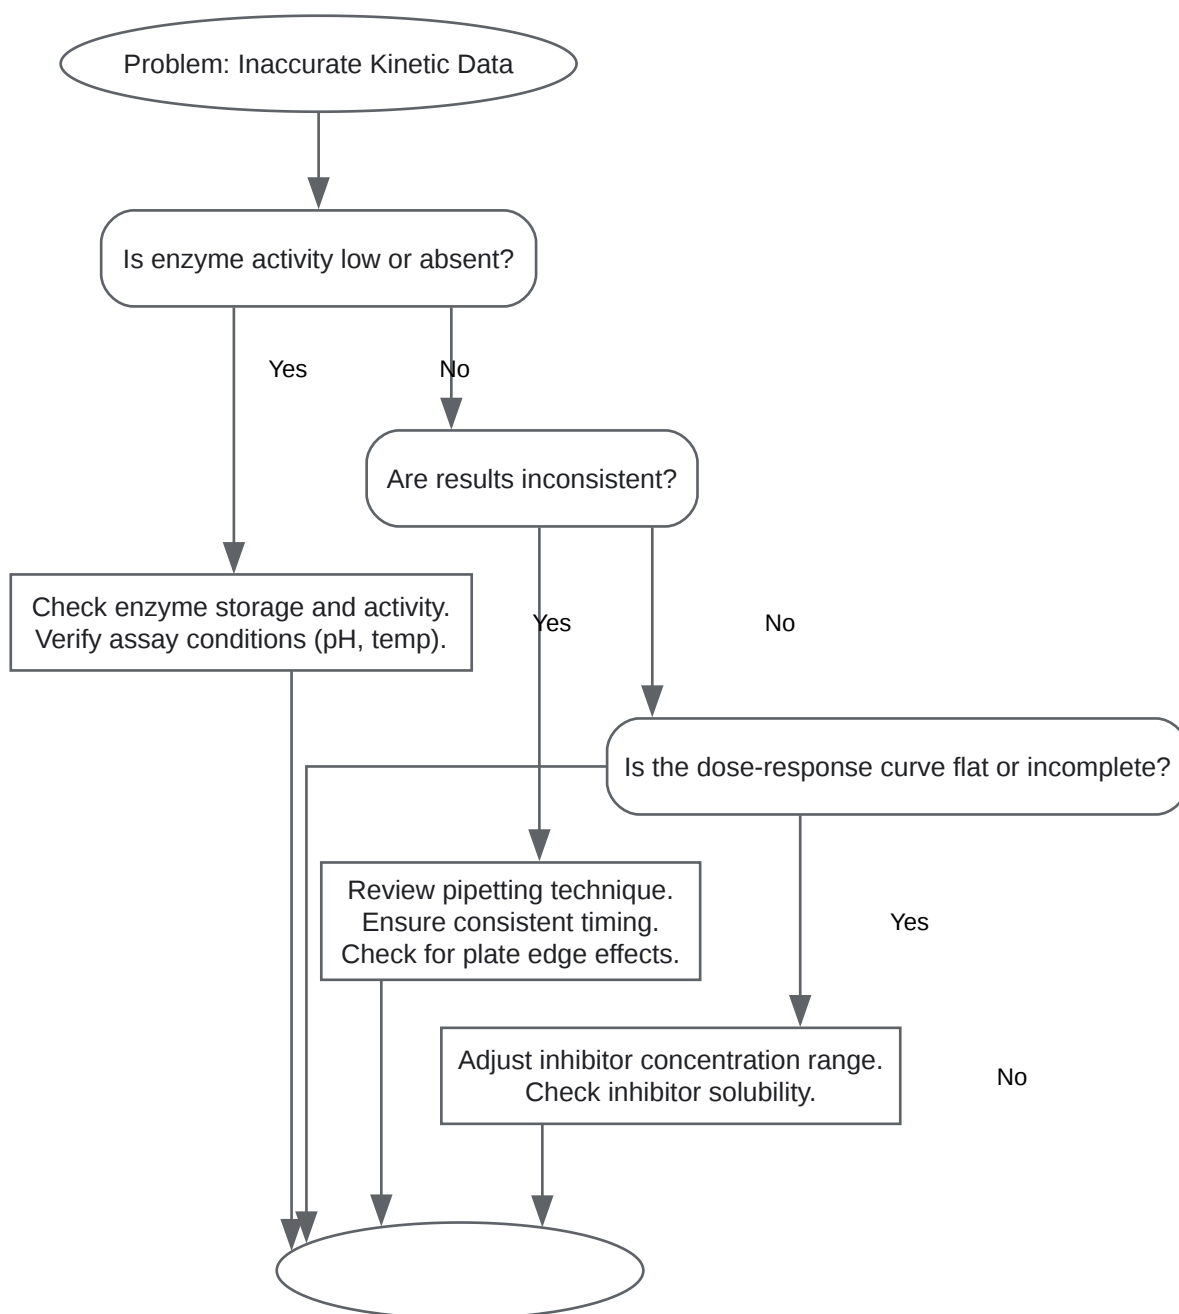 Problem: Inaccurate Kinetic Data
Is enzyme activity low or absent?
Yes
No
Are results inconsistent?
Check enzyme storage and activity.
Verify assay conditions (pH, temp).
Yes
No
Is the dose-response curve flat or incomplete?
Review pipetting technique.
Ensure consistent timing.
Check for plate edge effects.
Yes
Adjust inhibitor concentration range.
Check inhibitor solubility.
No